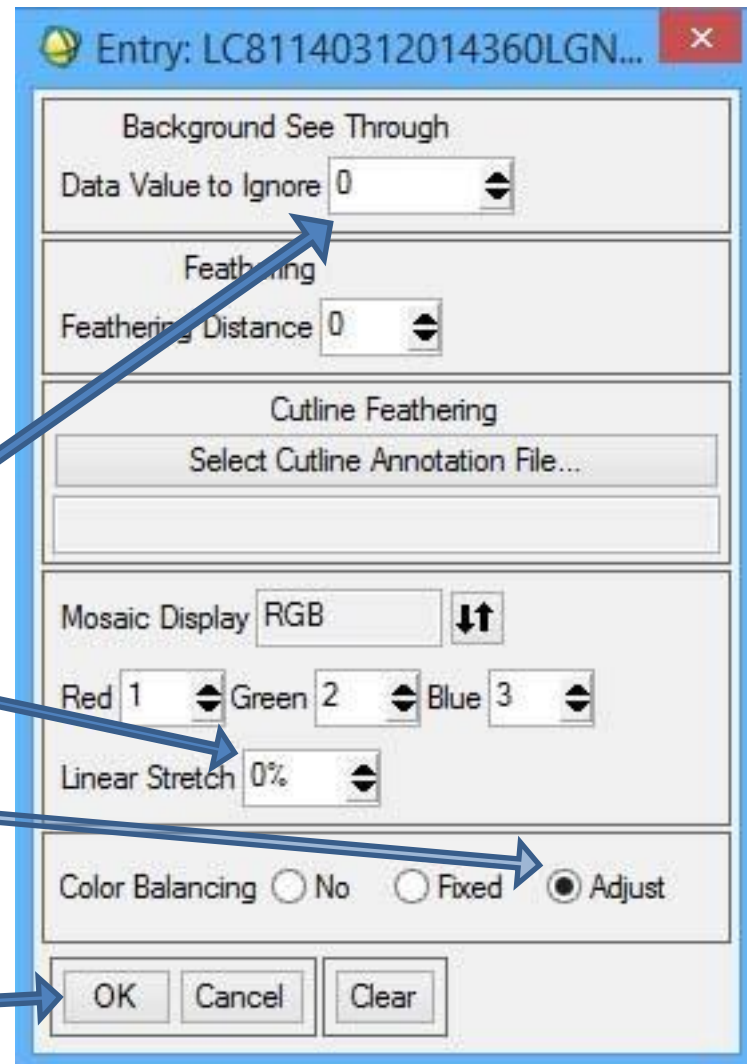 Entry: LC81140312014360LGN...
Background See Through
Data Value to Ignore 0
Feathering
Feathering Distance 0
Cutline Feathering
Select Cutline Annotation File...
Mosaic Display RGB
Red 1 Green 2 Blue 3
Linear Stretch 0%
Color Balancing No Fixed Adjust
OK Cancel Clear